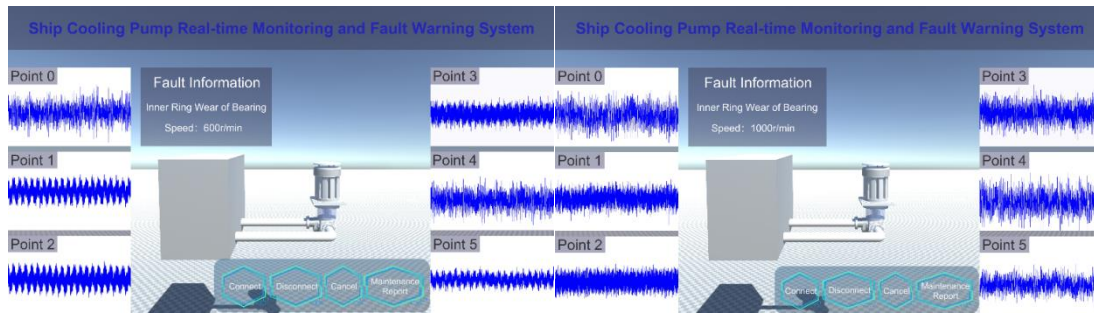 Ship Cooling Pump Real-time Monitoring and Fault Warning System
Point 0
Fault Information
Inner Ring Wear of Bearing
Speed: 600r/min
Point 3
Point 1
Point 4
Point 2
Point 5
Connect
Disconnect
Cancel
Maintenance
Report
Ship Cooling Pump Real-time Monitoring and Fault Warning System
Point 0
Fault Information
Inner Ring Wear of Bearing
Speed: 1000r/min
Point 3
Point 1
Point 4
Point 2
Point 5
Connect
Disconnect
Cancel
Maintenance
Report